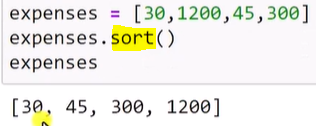 expenses = [30,1200,45,300]
expenses.sort()
expenses
[30, 45, 300, 1200]